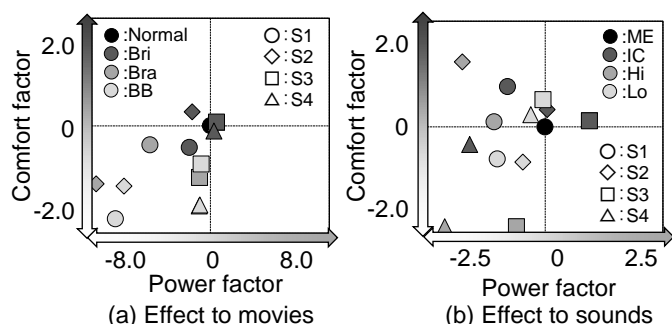 2.0
0
-2.0
Comfort factor
:Normal
:Bri
:Bra
:BB
:S1
:S2
:S3
:S4
-8.0 0 8.0
Power factor
(a) Effect to movies
2.0
0
-2.0
Comfort factor
:ME
:IC
:Hi
:Lo
:S1
:S2
:S3
:S4
-2.5 0 2.5
Power factor
(b) Effect to sounds